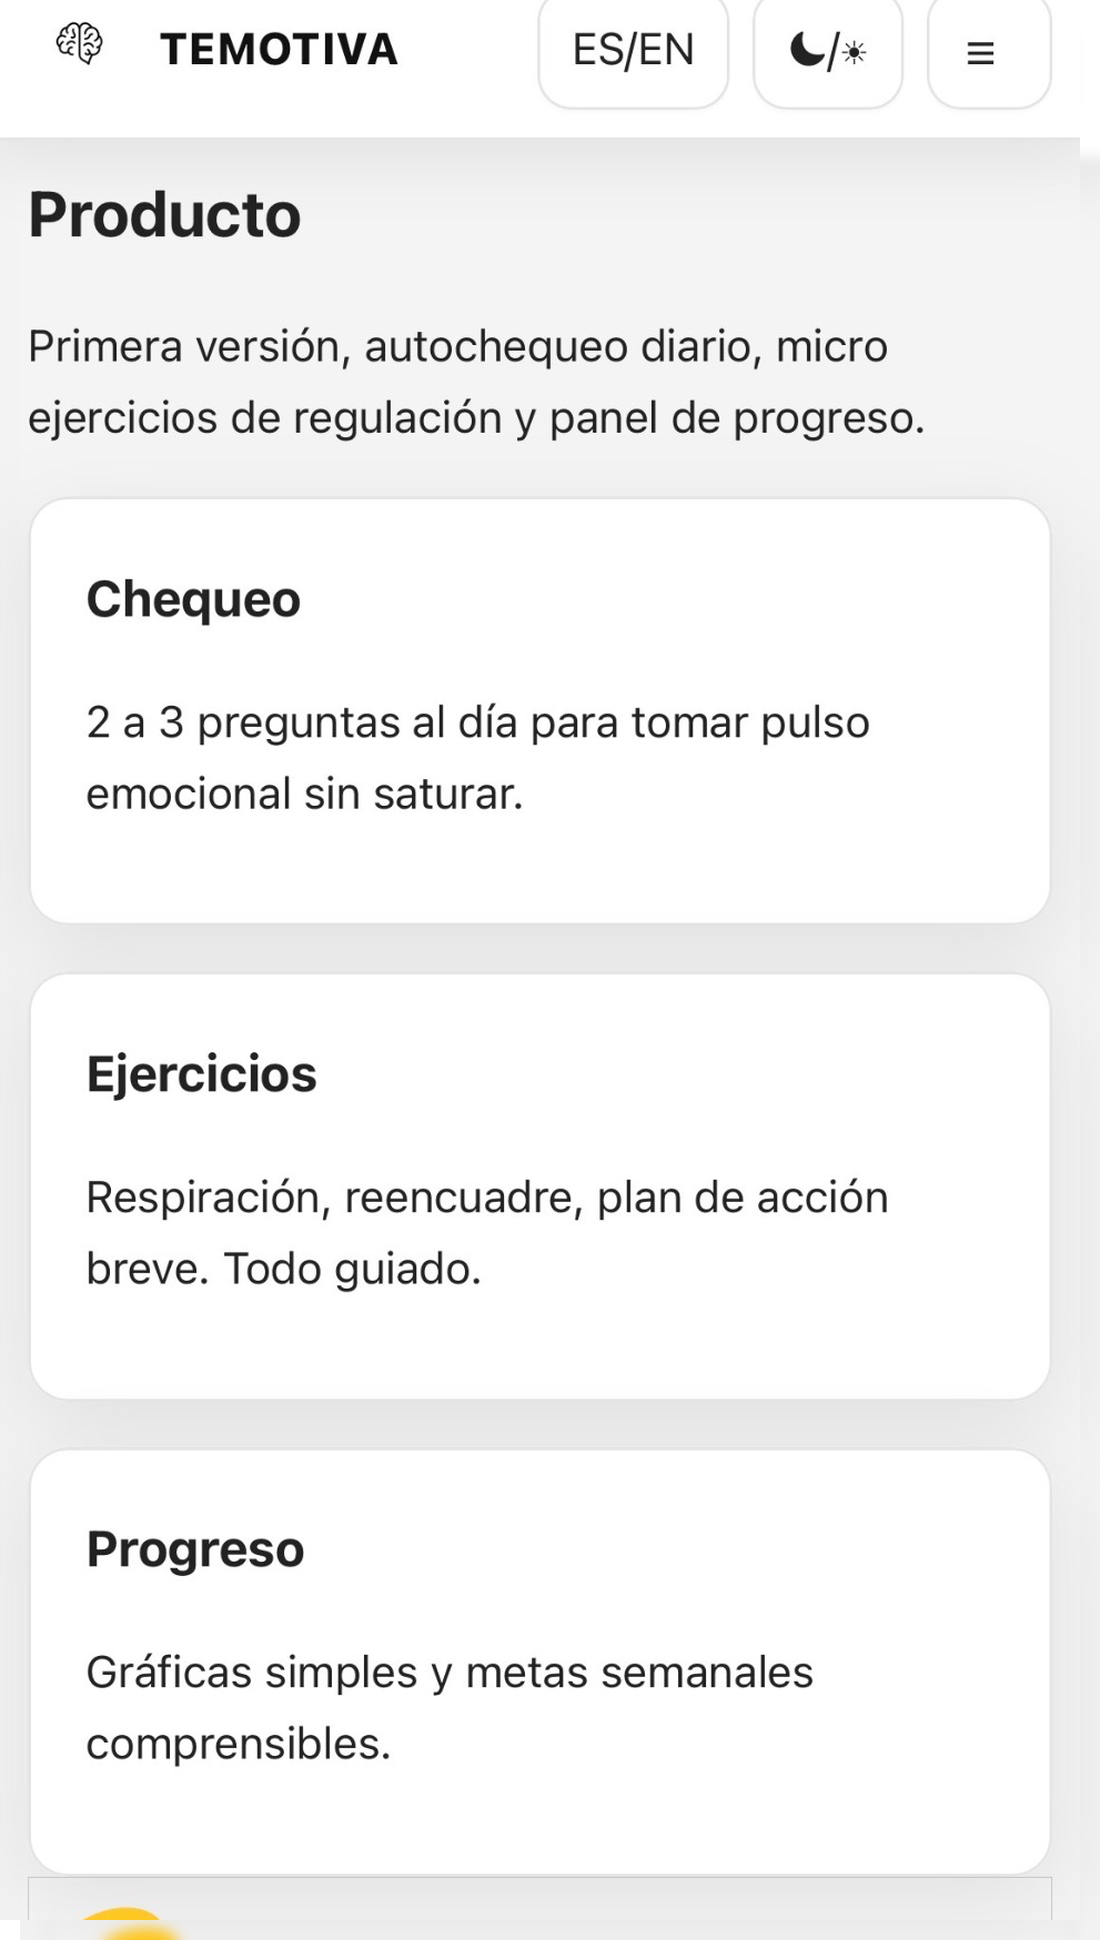 TEMOTIVA
ES/EN
/
Producto
Primera versión, autochequeo diario, micro
ejercicios de regulación y panel de progreso.
Chequeo
2 a 3 preguntas al día para tomar pulso
emocional sin saturar.
Ejercicios
Respiración, reencuadre, plan de acción
breve. Todo guiado.
Progreso
Gráficas simples y metas semanales
comprensibles.